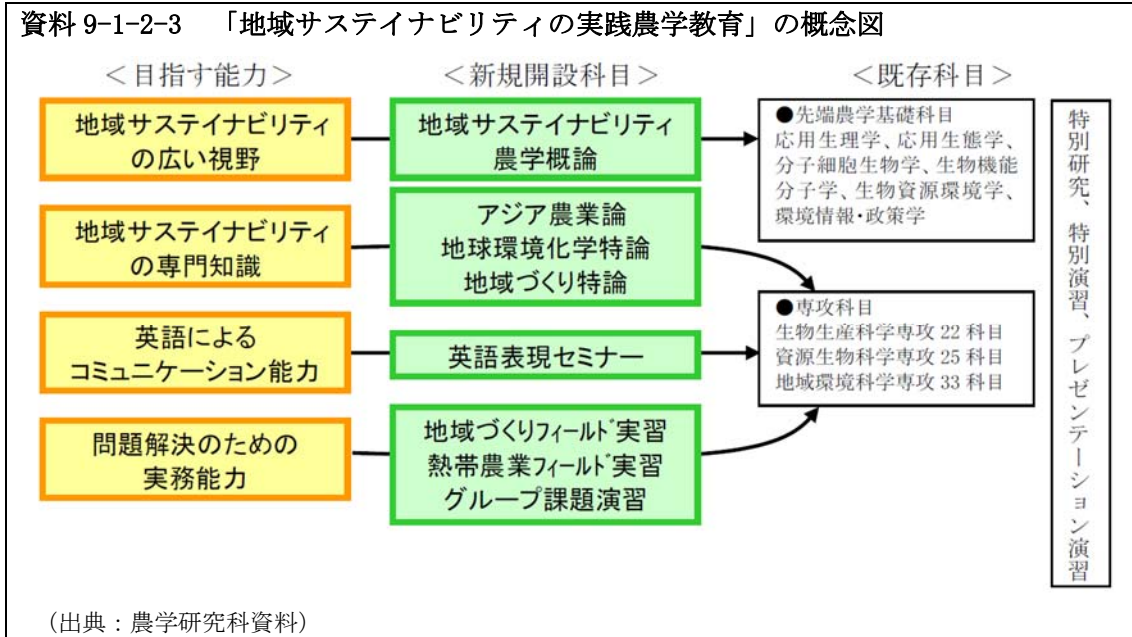 資料 9-1-2-3 「地域サステイナビリティの実践農学教育」の概念図
＜目指す能力＞
地域サステイナビリティ
の広い視野
地域サステイナビリティ
の専門知識
英語による
コミュニケーション能力
問題解決のための
実務能力
＜新規開設科目＞
地域サステイナビリティ
農学概論
アジア農業論
地球環境化学特論
地域づくり特論
英語表現セミナー
地域づくりフィールド実習
熱帯農業フィールド実習
グループ課題演習
＜既存科目＞
●先端農学基礎科目
応用生理学、応用生態学、
分子細胞生物学、生物機能
分子学、生物資源環境学、
環境情報・政策学
●専攻科目
生物生産科学専攻 22 科目
資源生物科学専攻 25 科目
地域環境科学専攻 33 科目
特別研究、特別演習、プレゼンテーション演習
（出典：農学研究科資料）